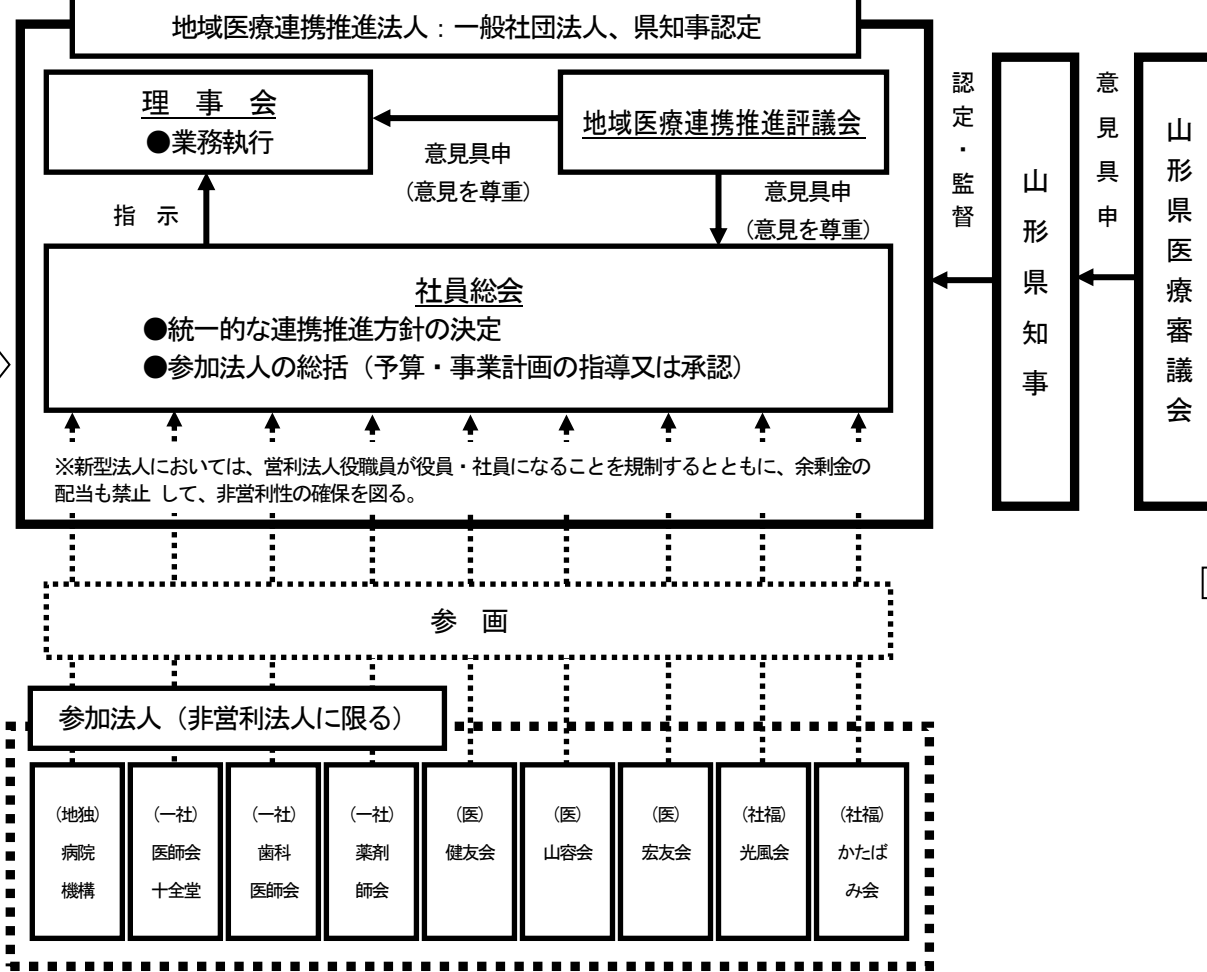 地域医療連携推進法人：一般社団法人、県知事認定
理 事 会
●業務執行
地域医療連携推進評議会
意見具申
(意見を尊重)
意見具申
(意見を尊重)
指 示
社員総会
●統一的な連携推進方針の決定
●参加法人の総括（予算・事業計画の指導又は承認）
※新型法人においては、営利法人役職員が役員・社員になることを規制するとともに、余剰金の
配当も禁止 して、非営利性の確保を図る。
認定・監督
山形県知事
意見具申
山形県医療審議会
参 画
参加法人（非営利法人に限る）
(地独)
病院
機構
(一社)
医師会
十全堂
(一社)
歯科
医師会
(一社)
薬剤
師会
(医)
健友会
(医)
山容会
(医)
宏友会
(社福)
光風会
(社福)
かたば
み会